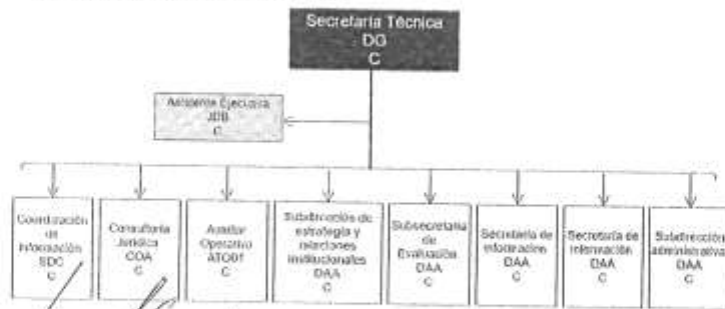 Secretaría Técnica
DG
C
Asistente Ejecutiva
JDB
C
Coordinación
de
Información
SDC
C
Consultoría
Jurídica
COA
C
Auxiliar
Operativo
ATO01
C
Subdirección de
estrategia y
relaciones
institucionales
DAA
C
Subsecretaría
de
Evaluación
DAA
C
Secretaría de
información
DAA
C
Secretaría de
información
DAA
C
Subdirección
administrativa
DAA
C